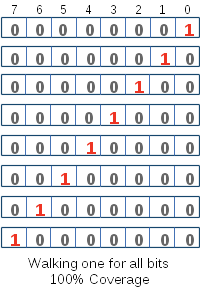 7 6 5 4 3 2 1 0
0 0 0 0 0 0 0 1
0 0 0 0 0 0 1 0
0 0 0 0 0 1 0 0
0 0 0 0 1 0 0 0
0 0 0 1 0 0 0 0
0 0 1 0 0 0 0 0
0 1 0 0 0 0 0 0
1 0 0 0 0 0 0 0
Walking one for all bits
100% Coverage